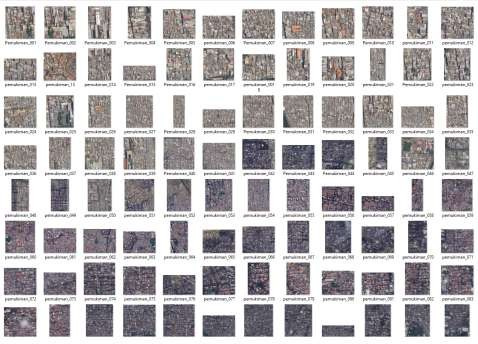 Pemukiman_001 Pemukiman_002 pemukiman_003 Pemukiman_004 pemukiman_005 pemukiman_006 pemukiman_007 pemukiman_008 pemukiman_009 pemukiman_010 pemukiman_011 pemukiman_012
pemukiman_013 pemukiman_13 pemukiman_014 pemukiman_015 Pemukiman_016 pemukiman_017 pemukiman_019 pemukiman_020 pemukiman_021 pemukiman_022 pemukiman_023
pemukiman_024 pemukiman_025 pemukiman_026 pemukiman_027 pemukiman_028 pemukiman_029 pemukiman_030 pemukiman_031 pemukiman_032 pemukiman_033 pemukiman_034 pemukiman_035
pemukiman_036 pemukiman_037 pemukiman_038 pemukiman_039 pemukiman_040 pemukiman_041 pemukiman_042 pemukiman_043 pemukiman_044 pemukiman_045 pemukiman_046 pemukiman_047
pemukiman_048 pemukiman_049 pemukiman_050 pemukiman_051 pemukiman_052 pemukiman_053 pemukiman_054 pemukiman_055 pemukiman_056 pemukiman_057 pemukiman_058 pemukiman_059
pemukiman_060 pemukiman_061 pemukiman_062 pemukiman_063 pemukiman_064 pemukiman_065 pemukiman_066 pemukiman_067 pemukiman_068 pemukiman_069 pemukiman_070 pemukiman_071
pemukiman_072 pemukiman_073 pemukiman_074 pemukiman_075 pemukiman_076 pemukiman_077 pemukiman_078 pemukiman_079 pemukiman_080 pemukiman_081 pemukiman_082 pemukiman_083